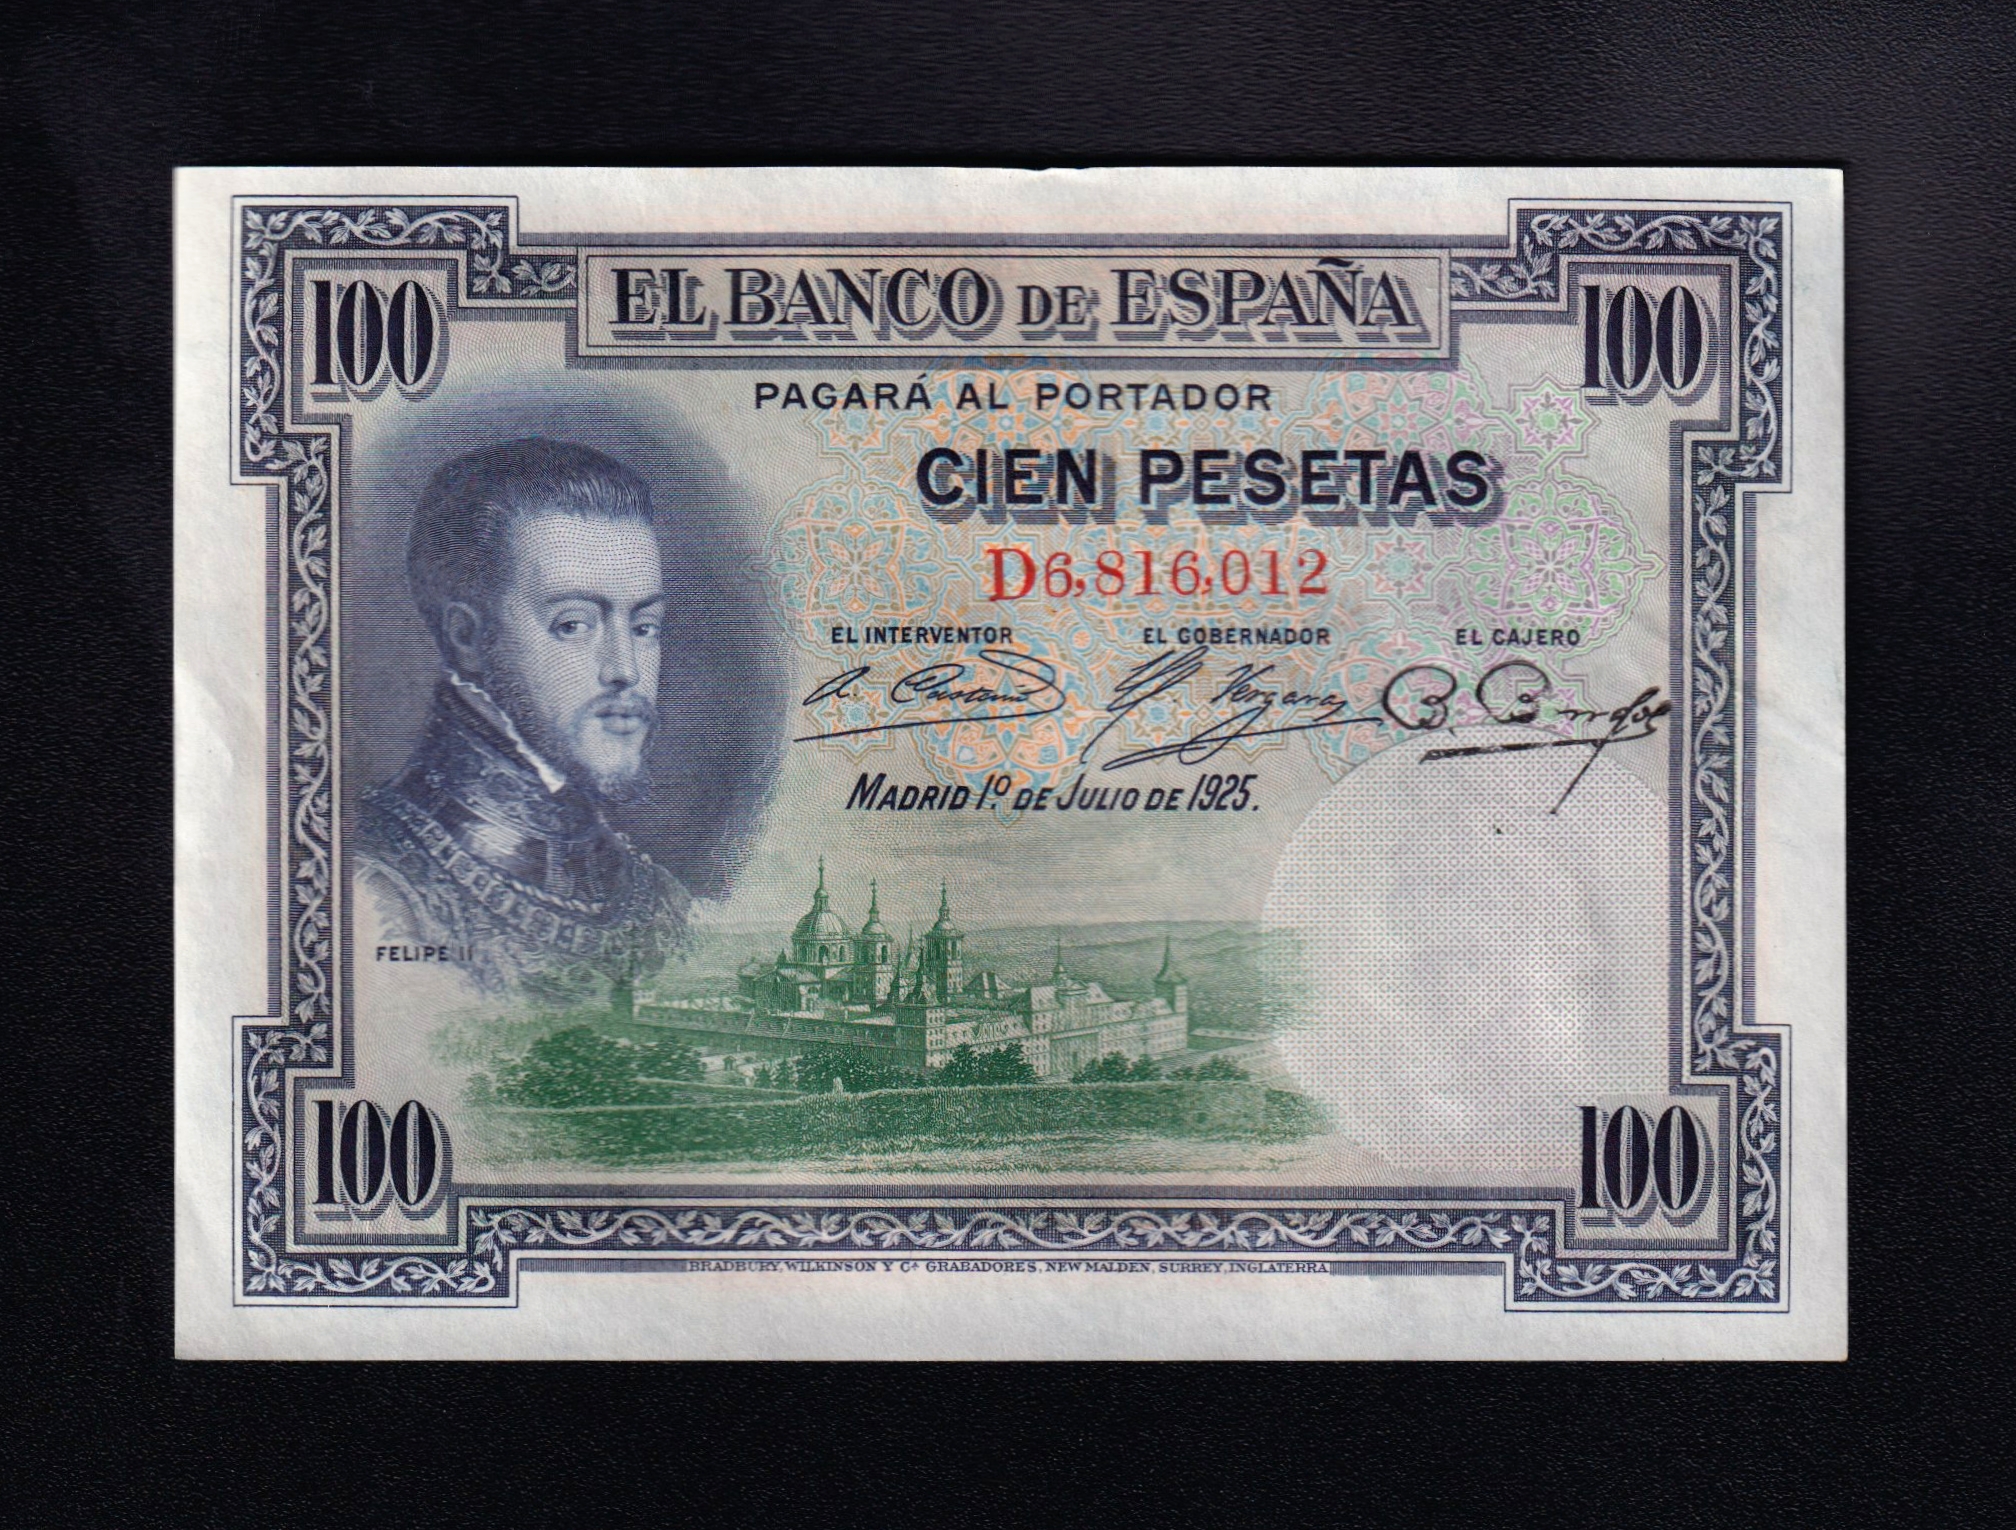 100 EL BANCO DE ESPAÑA 100
PAGARÁ AL PORTADOR
CIEN PESETAS
D6,816,012
EL INTERVENTOR EL GOBERNADOR EL CAJERO
A. Vergara B.
MADRID 1º DE JULIO DE 1925.
FELIPE II
100 100
BRADBURY, WILKINSON Y Cª GRABADORES, NEW MALDEN, SURREY, INGLATERRA